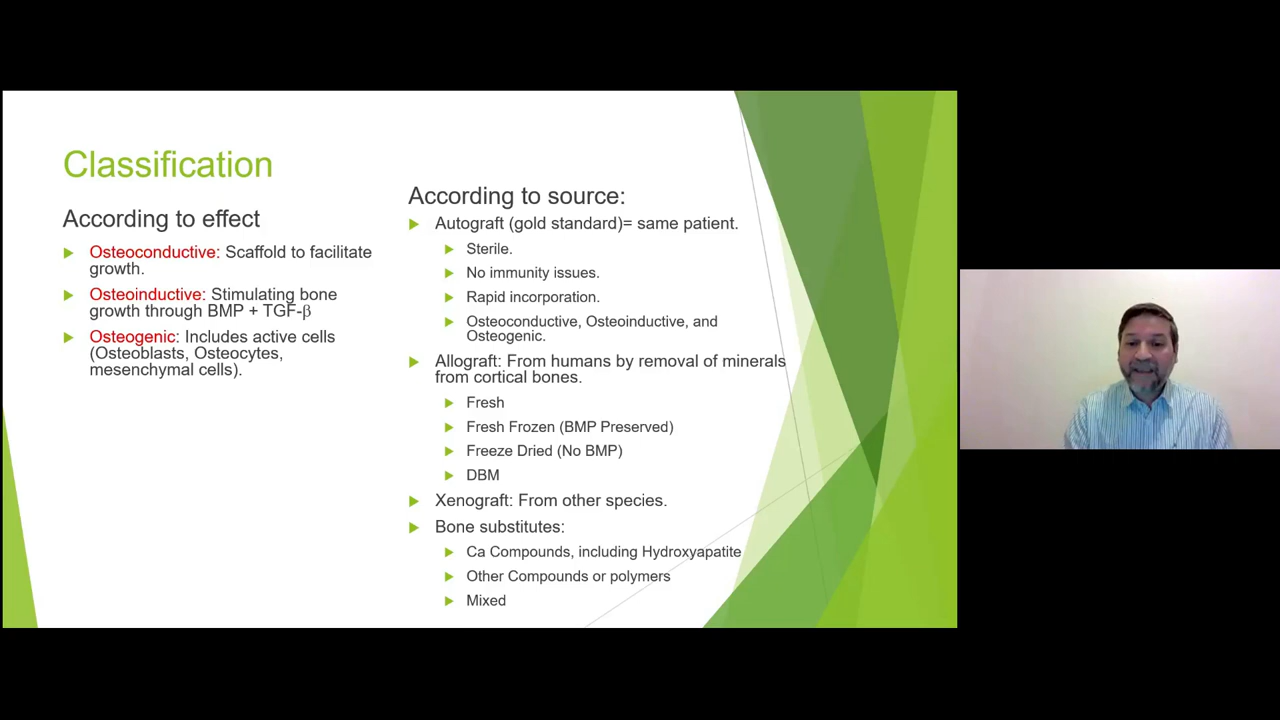 Classification
According to effect
Osteoconductive: Scaffold to facilitate
growth.
Osteoinductive: Stimulating bone
growth through BMP + TGF-β
Osteogenic: Includes active cells
(Osteoblasts, Osteocytes,
mesenchymal cells).
According to source:
Autograft (gold standard)= same patient.
Sterile.
No immunity issues.
Rapid incorporation.
Osteoconductive, Osteoinductive, and
Osteogenic.
Allograft: From humans by removal of minerals
from cortical bones.
Fresh
Fresh Frozen (BMP Preserved)
Freeze Dried (No BMP)
DBM
Xenograft: From other species.
Bone substitutes:
Ca Compounds, including Hydroxyapatite
Other Compounds or polymers
Mixed